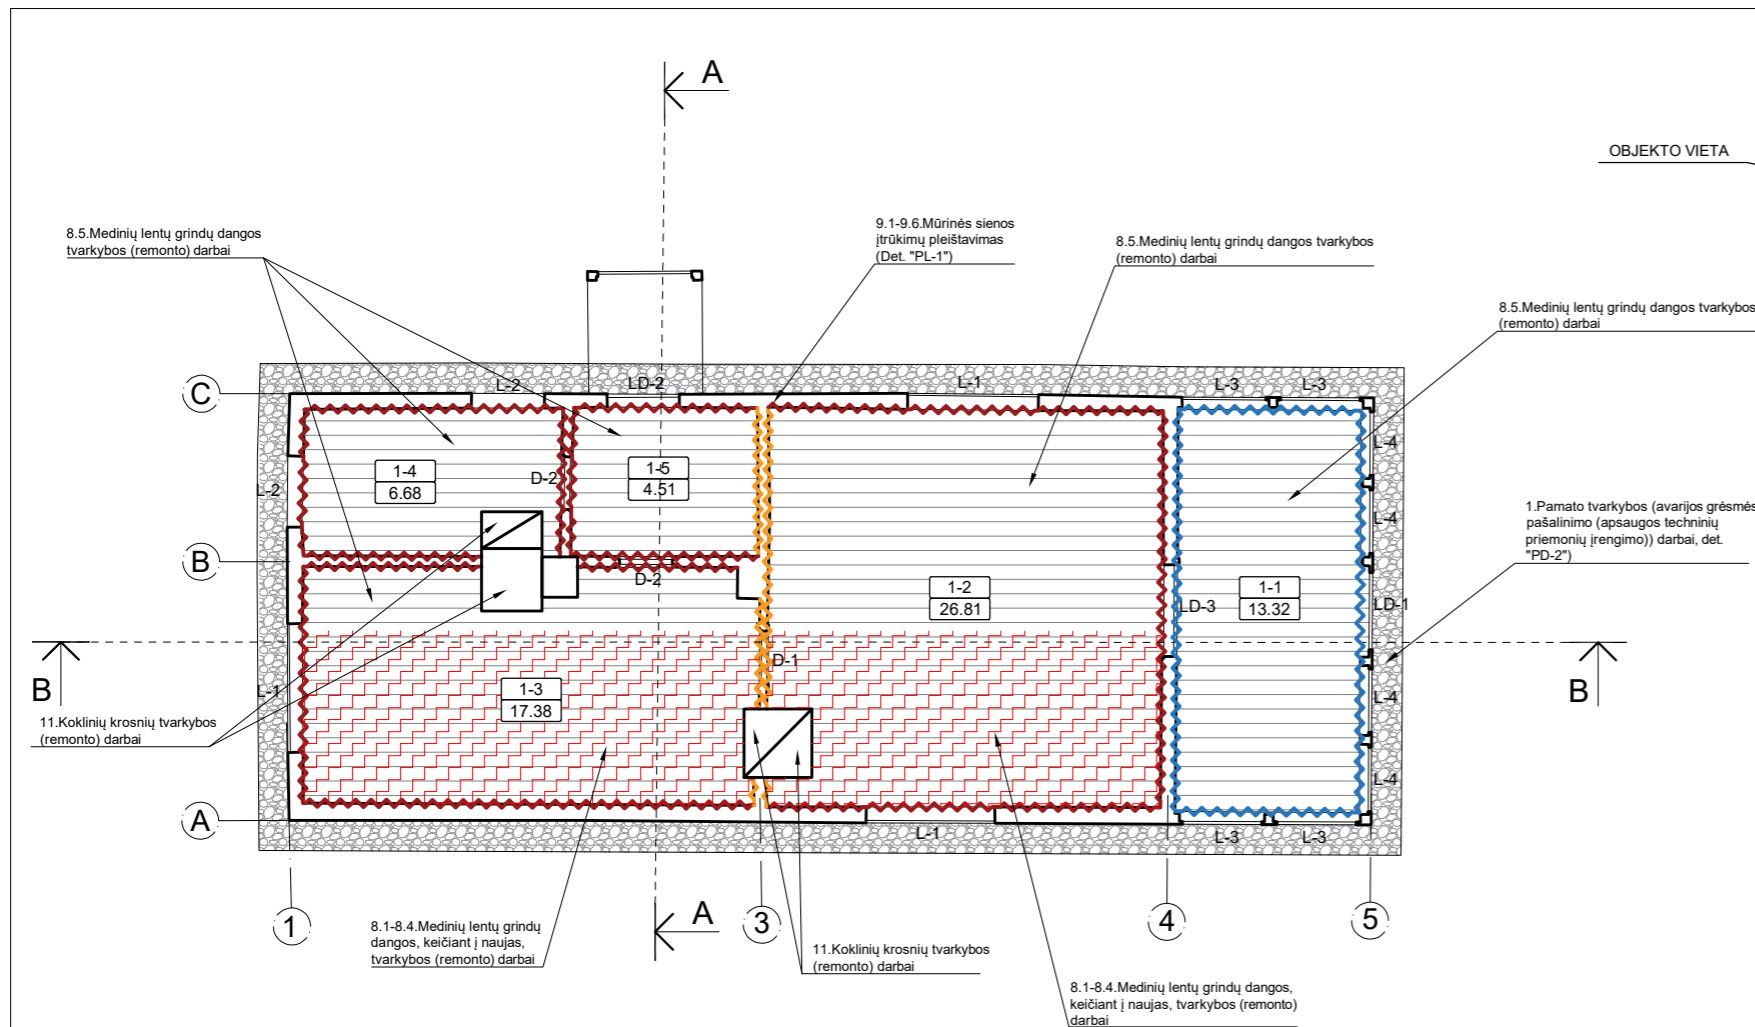 A
OBJEKTO VIETA
8.5.Medinių lentų grindų dangos
tvarkybos (remonto) darbai
9.1-9.6.Mūrinės sienos
įtrūkimų pleištavimas
(Det. "PL-1")
8.5.Medinių lentų grindų dangos tvarkybos
(remonto) darbai
8.5.Medinių lentų grindų dangos tvarkybos
(remonto) darbai
C
L-2
LD-2
L-1
L-3
L-3
L-4
1-4
6.68
D-2
1-5
4.51
L-2
L-4
1.Pamato tvarkybos (avarijos grėsmės
pašalinimo (apsaugos techninių
priemonių įrengimo)) darbai, det.
"PD-2")
B
D-2
1-2
26.81
LD-3
1-1
13.32
LD-1
B
L-1
1-3
17.38
D-1
L-4
B
11.Koklinių krosnių tvarkybos
(remonto) darbai
L-4
A
L-1
L-3
L-3
1
A
3
4
5
8.1-8.4.Medinių lentų grindų
dangos, keičiant į naujas,
tvarkybos (remonto) darbai
11.Koklinių krosnių tvarkybos
(remonto) darbai
8.1-8.4.Medinių lentų grindų dangos,
keičiant į naujas, tvarkybos (remonto)
darbai